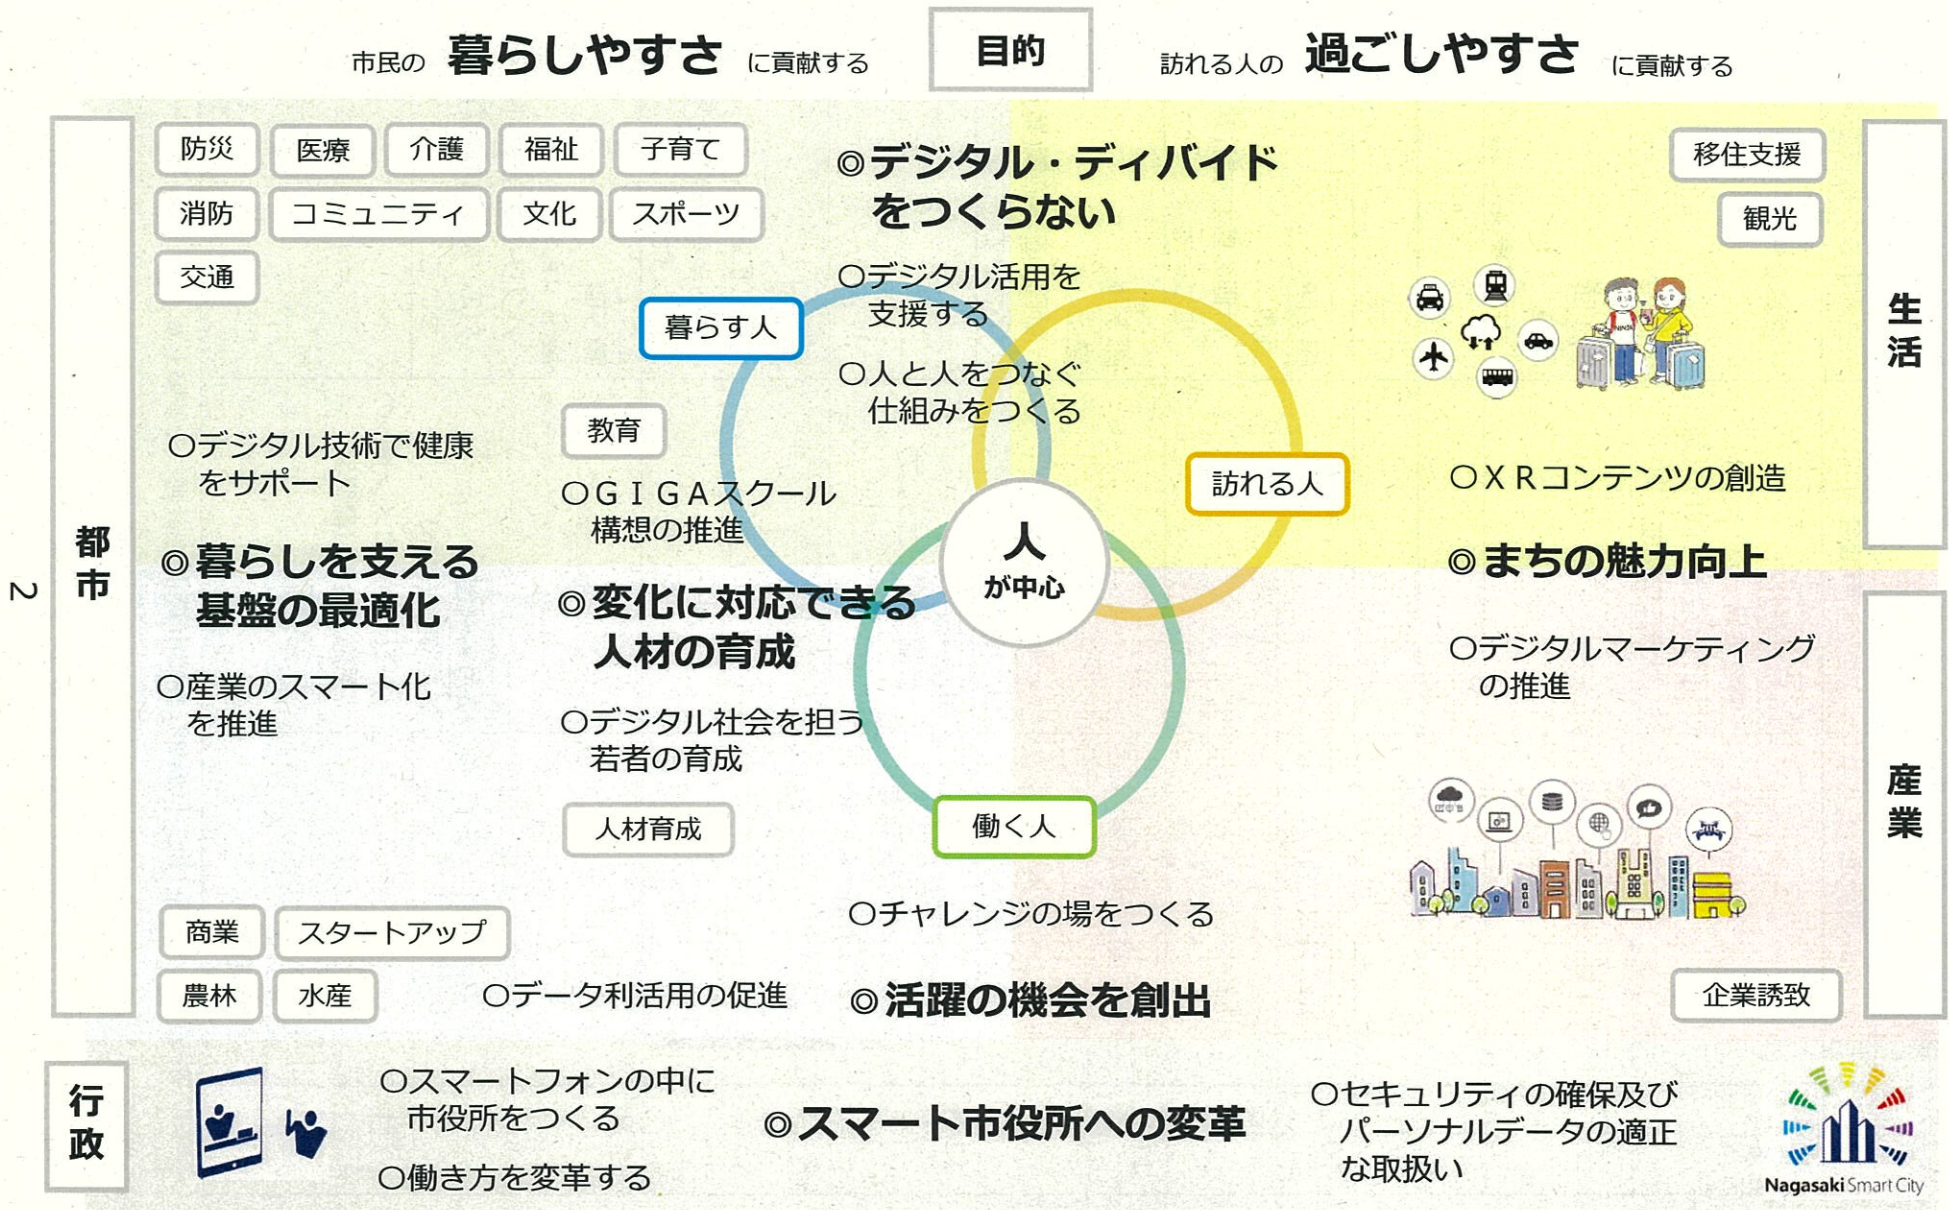 市民の 暮らしやすさ に貢献する
目的
訪れる人の 過ごしやすさ に貢献する
都市
防災
医療
介護
福祉
子育て
消防
コミュニティ
文化
スポーツ
交通
◎デジタル・ディバイド
をつくらない
○デジタル活用を
支援する
○人と人をつなぐ
仕組みをつくる
移住支援
観光
生活
暮らす人
訪れる人
働く人
人
が中心
○デジタル技術で健康
をサポート
◎暮らしを支える
基盤の最適化
○産業のスマート化
を推進
教育
○GIGAスクール
構想の推進
◎変化に対応できる
人材の育成
○デジタル社会を担う
若者の育成
人材育成
○XRコンテンツの創造
◎まちの魅力向上
○デジタルマーケティング
の推進
産業
商業
スタートアップ
農林
水産
○データ利活用の促進
○チャレンジの場をつくる
◎活躍の機会を創出
企業誘致
行政
○スマートフォンの中に
市役所をつくる
○働き方を変革する
◎スマート市役所への変革
○セキュリティの確保及び
パーソナルデータの適正
な取扱い
Nagasaki Smart City
2